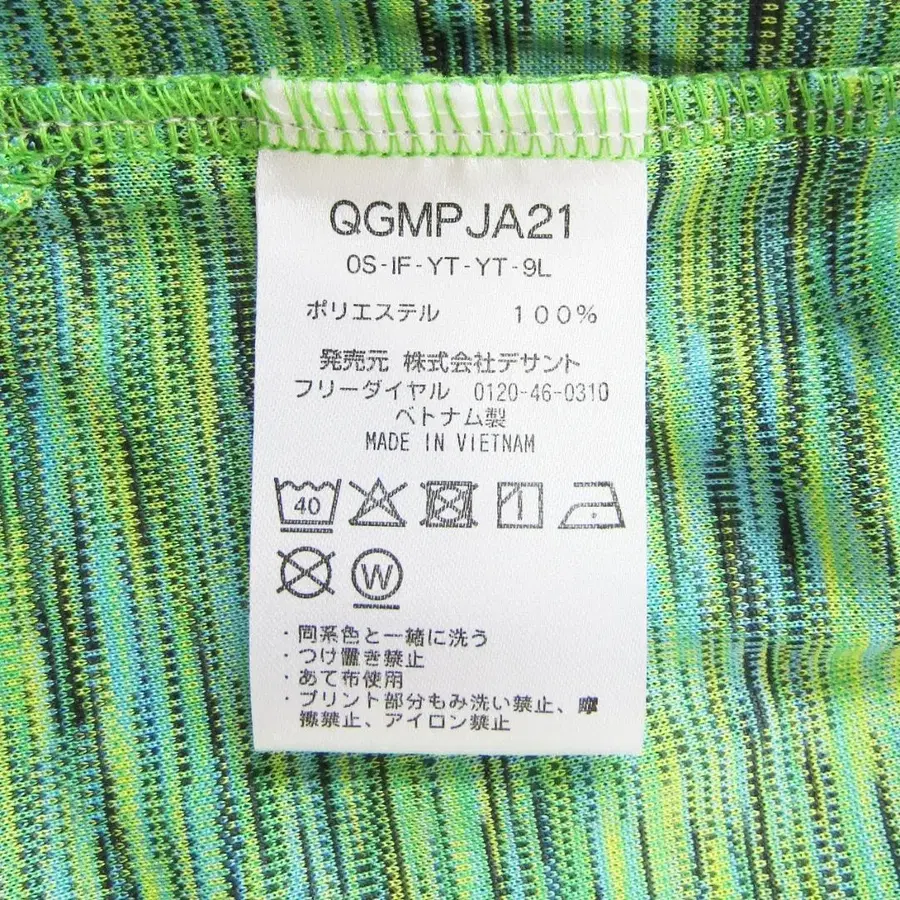 QGMPJA21
0S-IF-YT-YT-9L
ポリエステル 100%
発売元 株式会社デサント
フリーダイヤル 0120-46-0310
ベトナム製
MADE IN VIETNAM
40
W
・同系色と一緒に洗う
・つけ置き禁止
・あて布使用
・プリント部分もみ洗い禁止、摩
擦禁止、アイロン禁止